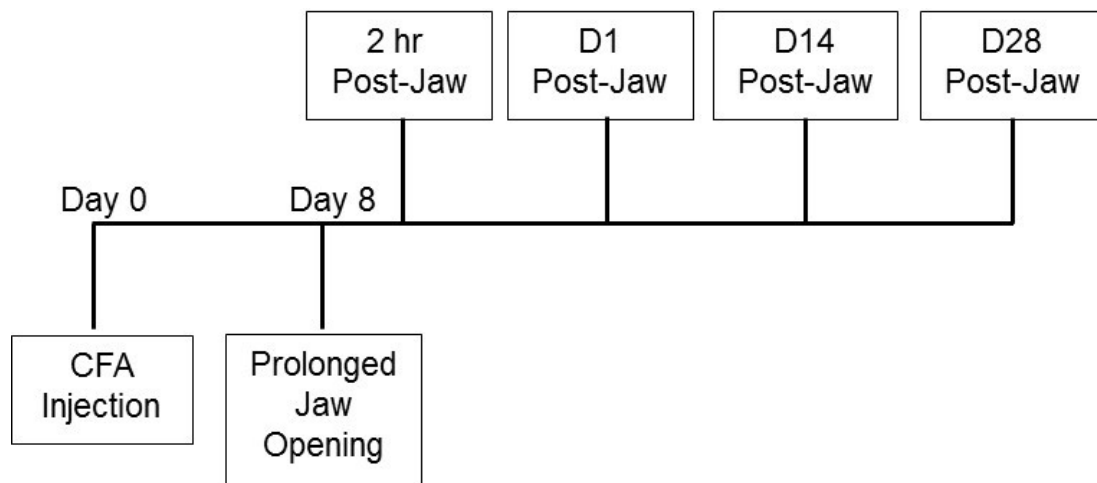 2 hr
Post-Jaw
D1
Post-Jaw
D14
Post-Jaw
D28
Post-Jaw
Day 0
Day 8
CFA
Injection
Prolonged
Jaw
Opening